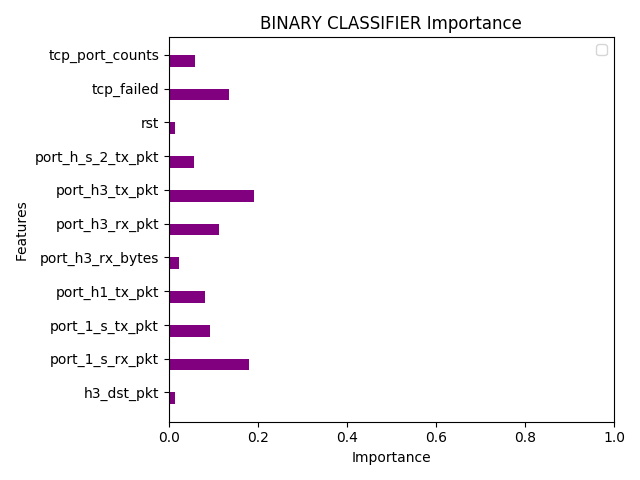 BINARY CLASSIFIER Importance
tcp_port_counts
tcp_failed
rst
port_h_s_2_tx_pkt
port_h3_tx_pkt
port_h3_rx_pkt
port_h3_rx_bytes
port_h1_tx_pkt
port_1_s_tx_pkt
port_1_s_rx_pkt
h3_dst_pkt
Features
0.0 0.2 0.4 0.6 0.8 1.0
Importance